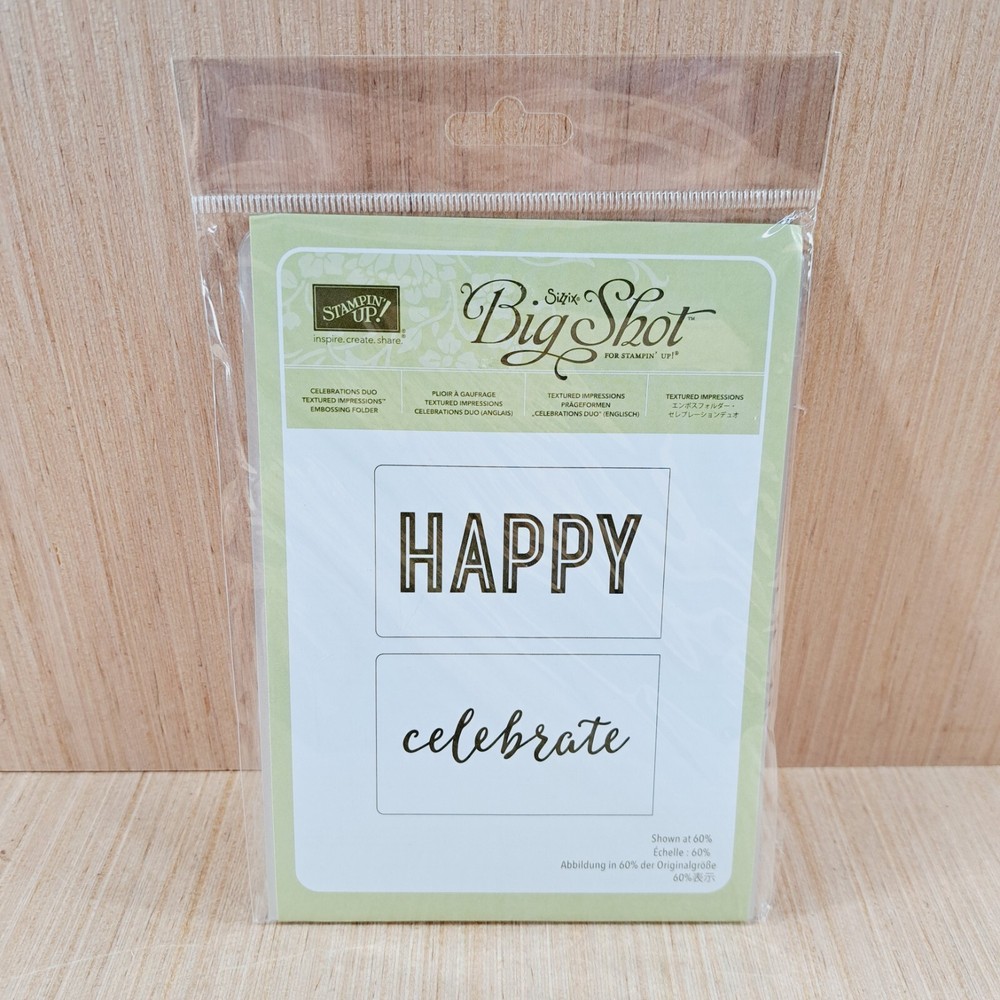 STAMPIN' UP!®
inspire. create. share.
Sizzix®
Big Shot™
FOR STAMPIN' UP!®
CELEBRATIONS DUO
TEXTURED IMPRESSIONS™
EMBOSSING FOLDER
PLIOIR À GAUFRAGE
TEXTURED IMPRESSIONS
CELEBRATIONS DUO (ANGLAIS)
TEXTURED IMPRESSIONS
PRÄGEFORMEN
„CELEBRATIONS DUO" (ENGLISCH)
TEXTURED IMPRESSIONS
エンボスフォルダー・
セレブレーションデュオ
HAPPY
celebrate
Shown at 60%
Échelle : 60%
Abbildung in 60% der Originalgröße
60%表示